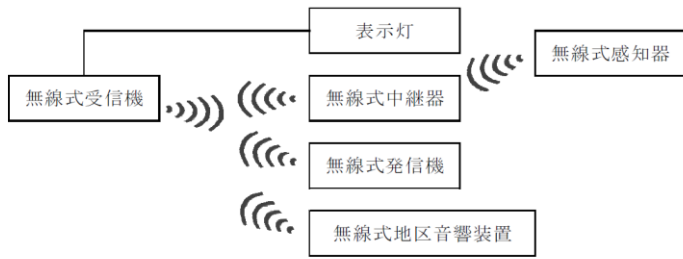 表示灯
無線式感知器
無線式受信機
無線式中継器
無線式発信機
無線式地区音響装置